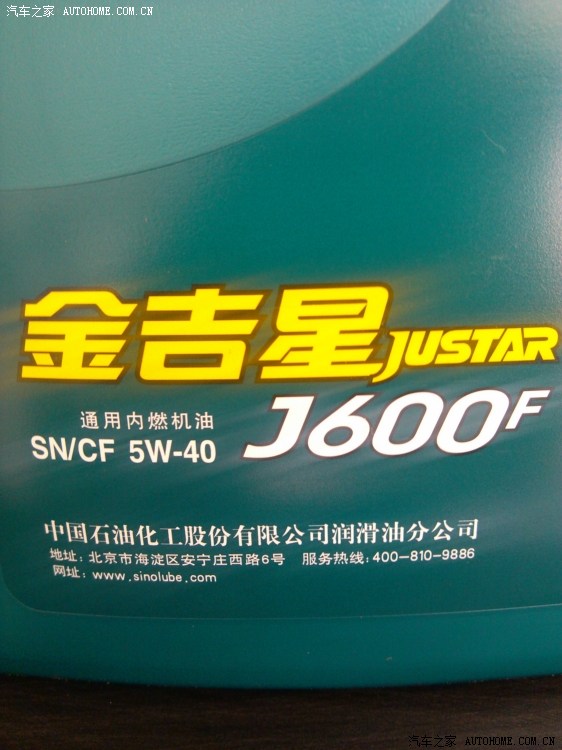 汽车之家 AUTOHOME.COM.CN
金吉星 JUSTAR
通用内燃机油
SN/CF 5W-40
J600F
中国石油化工股份有限公司润滑油分公司
地址: 北京市海淀区安宁庄西路6号 服务热线: 400-810-9886
网址: www.sinolube.com
汽车之家 AUTOHOME.COM.CN